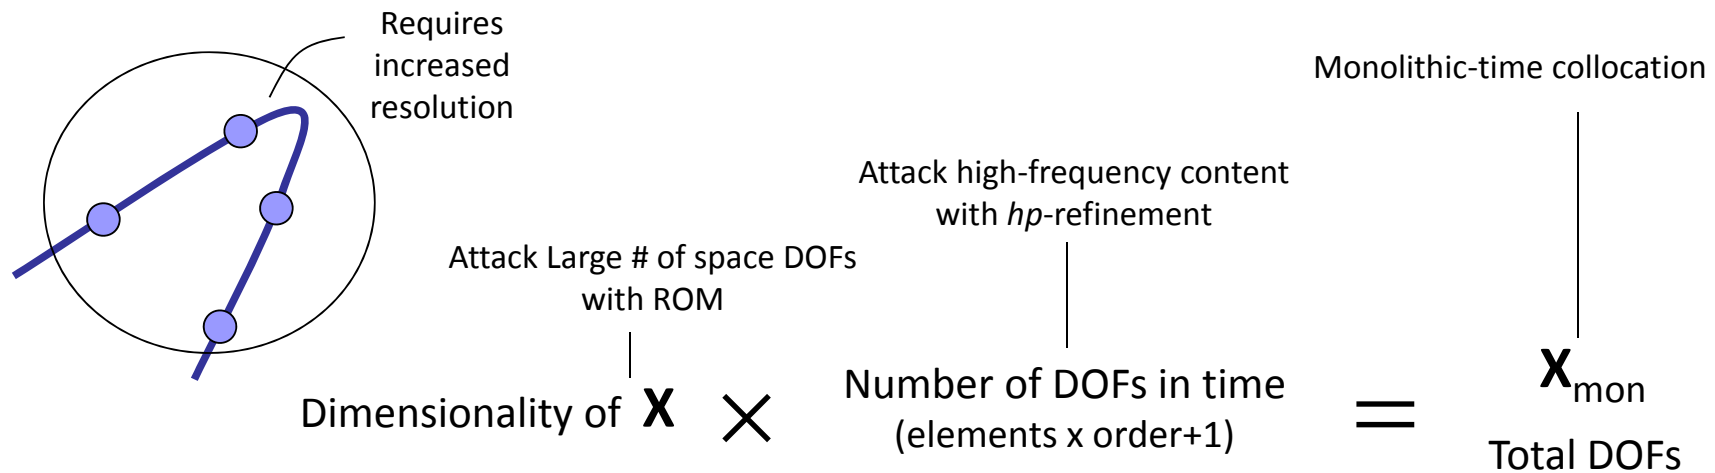 Requires
increased
resolution
Monolithic-time collocation
Attack high-frequency content
with hp-refinement
Attack Large # of space DOFs
with ROM
Dimensionality of X × Number of DOFs in time = X_mon
(elements x order+1)
Total DOFs